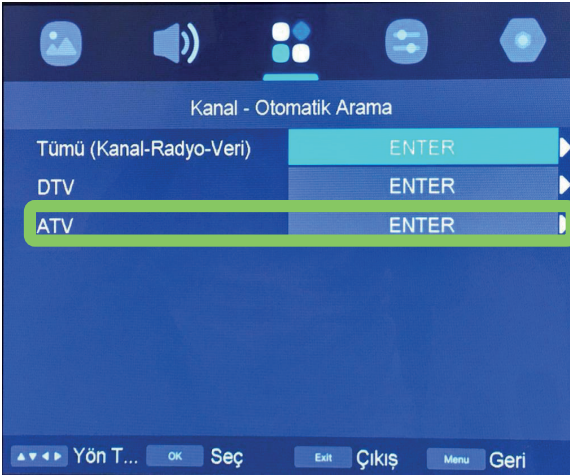 Kanal - Otomatik Arama
Tümü (Kanal-Radyo-Veri) ENTER
DTV ENTER
ATV ENTER
Yön T... OK Seç Exit Çıkış Menu Geri